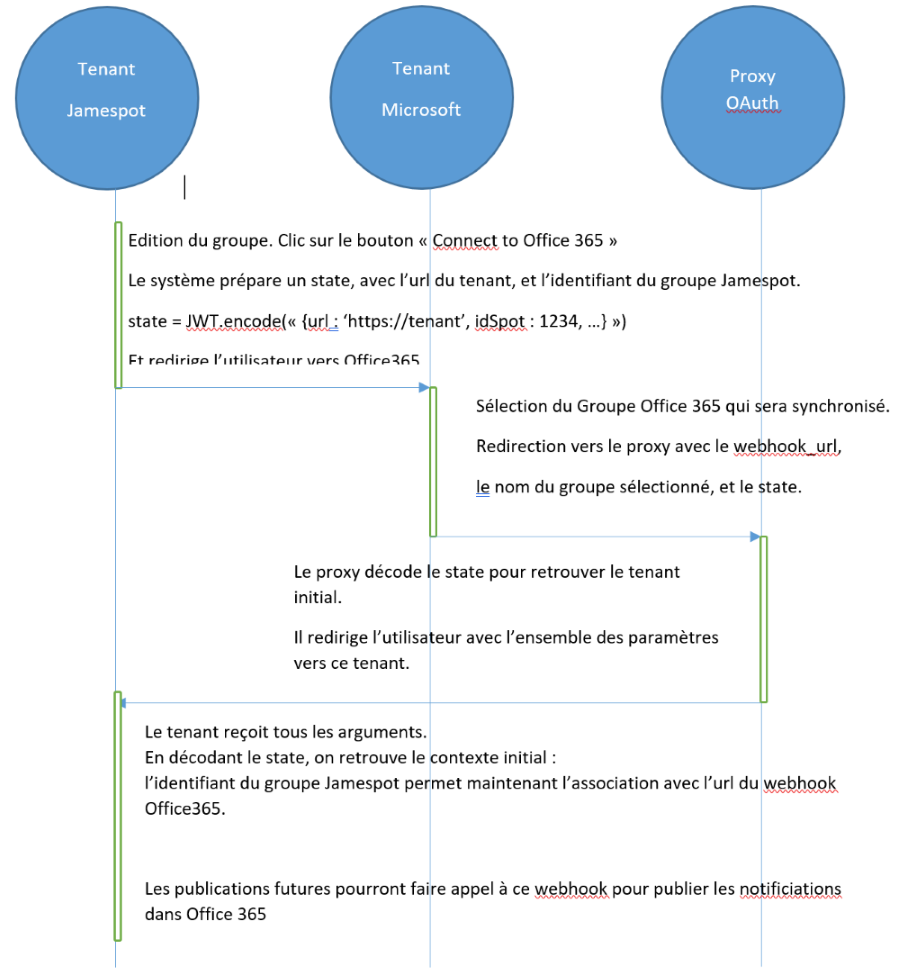 Tenant
Jamespot
Tenant
Microsoft
Proxy
OAuth
Edition du groupe. Clic sur le bouton « Connect to Office 365 »
Le système prépare un state, avec l’url du tenant, et l’identifiant du groupe Jamespot.
state = JWT.encode(« {url : ‘https://tenant’, idSpot : 1234, …} »)
Et redirige l’utilisateur vers Office365
Sélection du Groupe Office 365 qui sera synchronisé.
Redirection vers le proxy avec le webhook_url,
le nom du groupe sélectionné, et le state.
Le proxy décode le state pour retrouver le tenant
initial.
Il redirige l’utilisateur avec l’ensemble des paramètres
vers ce tenant.
Le tenant reçoit tous les arguments.
En décodant le state, on retrouve le contexte initial :
l’identifiant du groupe Jamespot permet maintenant l’association avec l’url du webhook
Office365.
Les publications futures pourront faire appel à ce webhook pour publier les notificiations
dans Office 365